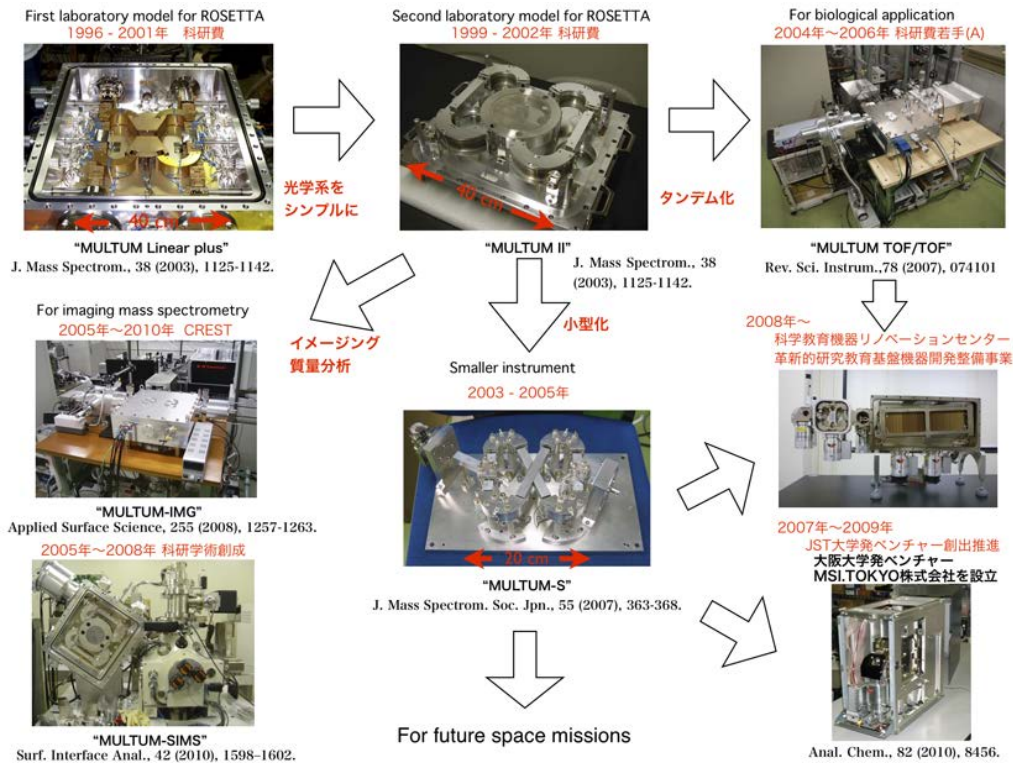 First laboratory model for ROSETTA
1996 - 2001年　科研費
40 cm
“MULTUM Linear plus”
J. Mass Spectrom., 38 (2003), 1125-1142.
光学系を
シンプルに
Second laboratory model for ROSETTA
1999 - 2002年 科研費
40 cm
“MULTUM II”
J. Mass Spectrom., 38
(2003), 1125-1142.
タンデム化
For biological application
2004年～2006年 科研費若手(A)
“MULTUM TOF/TOF”
Rev. Sci. Instrum.,78 (2007), 074101
For imaging mass spectrometry
2005年～2010年 CREST
イメージング
質量分析
“MULTUM-IMG”
Applied Surface Science, 255 (2008), 1257-1263.
小型化
Smaller instrument
2003 - 2005年
20 cm
“MULTUM-S”
J. Mass Spectrom. Soc. Jpn., 55 (2007), 363-368.
2008年～
科学教育機器リノベーションセンター
革新的研究教育基盤機器開発整備事業
2005年～2008年 科研学術創成
“MULTUM-SIMS”
Surf. Interface Anal., 42 (2010), 1598–1602.
For future space missions
2007年～2009年
JST大学発ベンチャー創出推進
大阪大学発ベンチャー
MSI.TOKYO株式会社を設立
Anal. Chem., 82 (2010), 8456.